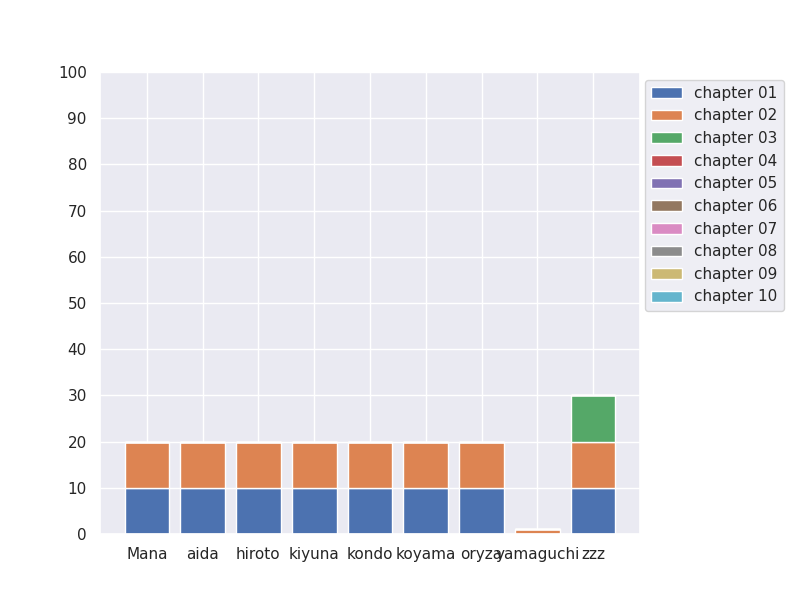 100
90
80
70
60
50
40
30
20
10
0
Mana aida hiroto kiyuna kondo koyama oryza yamaguchi zzz
chapter 01
chapter 02
chapter 03
chapter 04
chapter 05
chapter 06
chapter 07
chapter 08
chapter 09
chapter 10